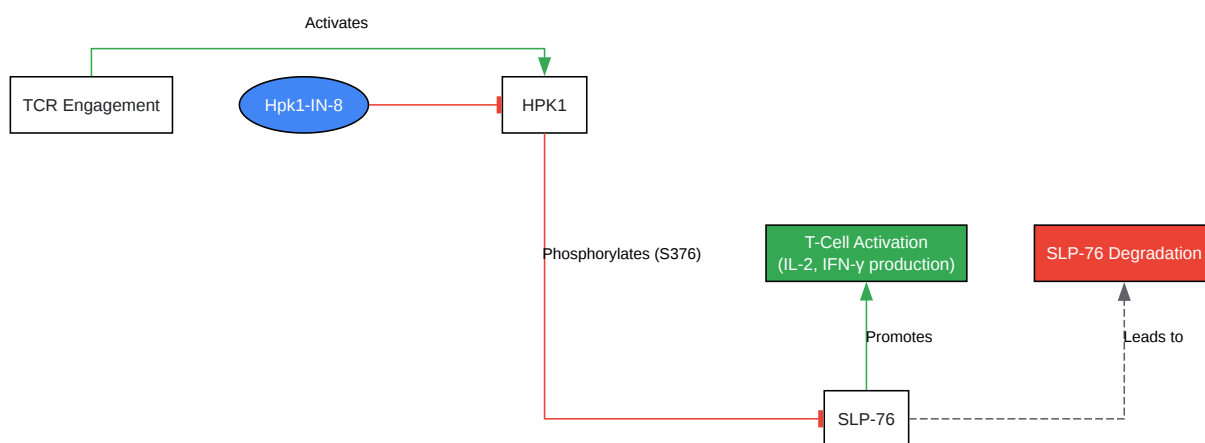 Activates
TCR Engagement
Hpk1-IN-8
HPK1
Phosphorylates (S376)
T-Cell Activation
(IL-2, IFN-γ production)
SLP-76 Degradation
Promotes
Leads to
SLP-76